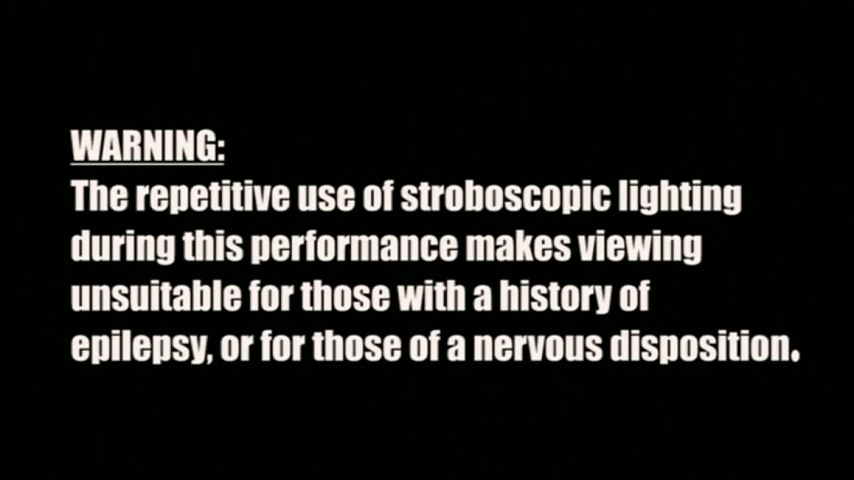 WARNING:
The repetitive use of stroboscopic lighting
during this performance makes viewing
unsuitable for those with a history of
epilepsy, or for those of a nervous disposition.